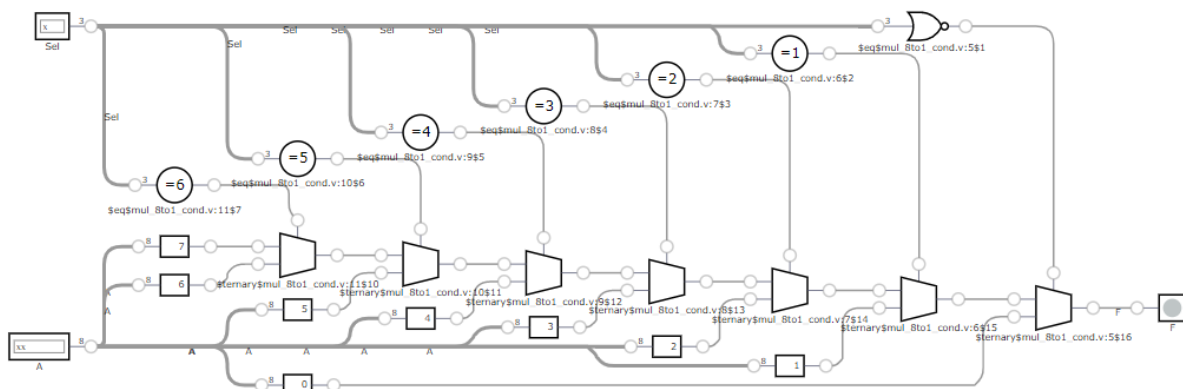 x
3
Sel
Sel
Sel
Sel
Sel
Sel
3
$eq$mul_8to1_cond.v:5$1
3
=1
$eq$mul_8to1_cond.v:6$2
3
=2
$eq$mul_8to1_cond.v:7$3
3
=3
$eq$mul_8to1_cond.v:8$4
Sel
3
=4
$eq$mul_8to1_cond.v:9$5
3
=5
$eq$mul_8to1_cond.v:10$6
3
=6
$eq$mul_8to1_cond.v:11$7
8
7
8
6
$ternary$mul_8to1_cond.v:11$10
$ternary$mul_8to1_cond.v:10$11
$ternary$mul_8to1_cond.v:9$12
$ternary$mul_8to1_cond.v:8$13
$ternary$mul_8to1_cond.v:7$14
$ternary$mul_8to1_cond.v:6$15
$ternary$mul_8to1_cond.v:5$16
A
A
8
5
8
4
8
3
8
2
8
1
8
0
xx
8
A
A
A
A
A
A
F
F